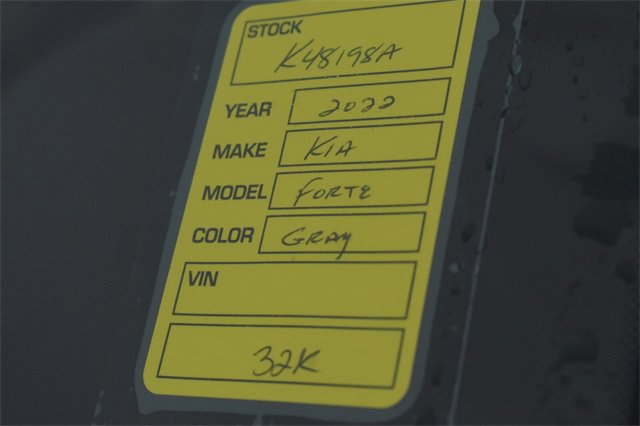 STOCK
K48198A
YEAR 2022
MAKE KIA
MODEL FORTE
COLOR GRAY
VIN
32K